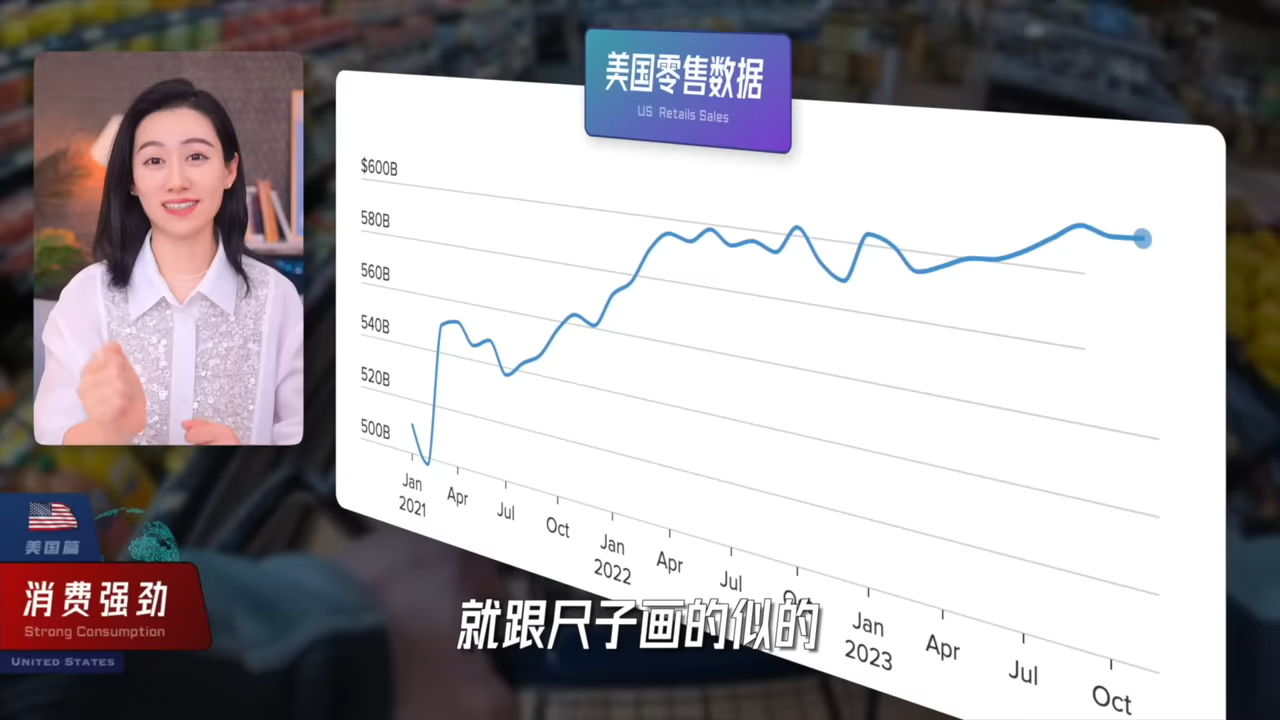 美国零售数据
US Retails Sales
$600B
580B
560B
540B
520B
500B
Jan
2021
Apr
Jul
Oct
Jan
2022
Apr
Jul
Oct
Jan
2023
Apr
Jul
Oct
美国篇
消费强劲
Strong Consumption
UNITED STATES
就跟尺子画的似的